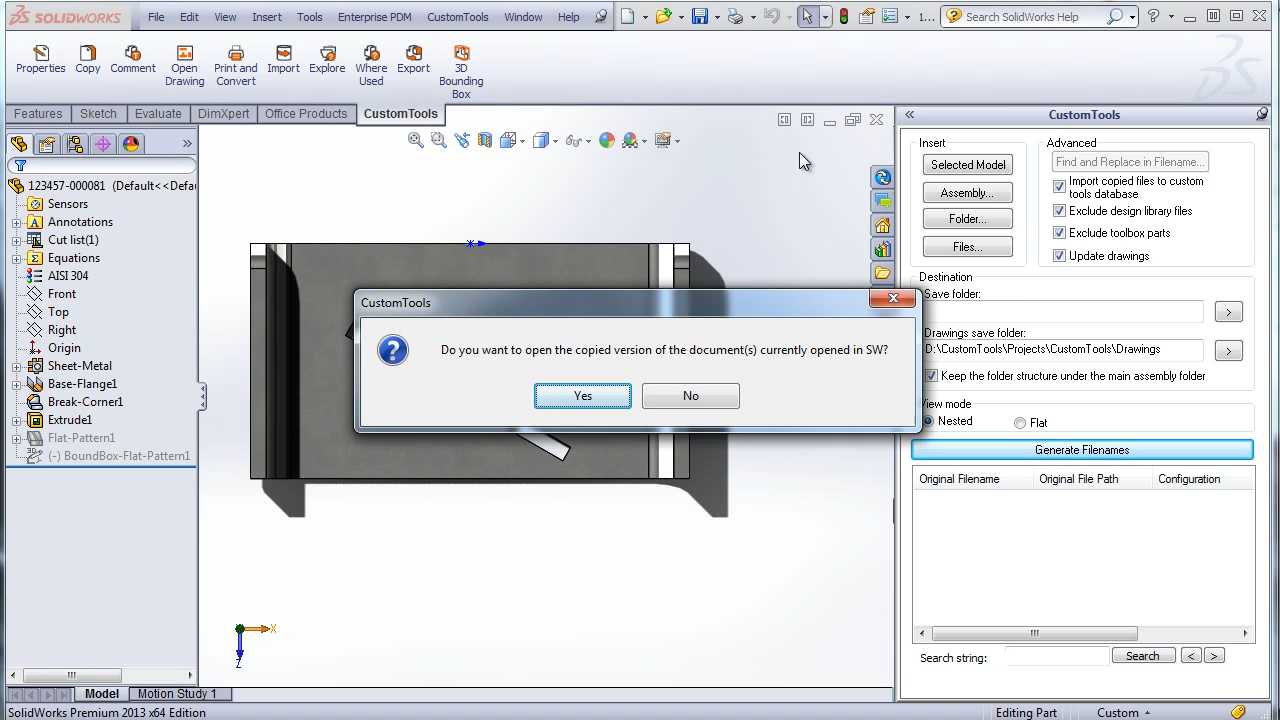 SOLIDWORKS File Edit View Insert Tools Enterprise PDM CustomTools Window Help 1... Search SolidWorks Help
Properties Copy Comment Open Drawing Print and Convert Import Explore Where Used Export 3D Bounding Box
Features Sketch Evaluate DimXpert Office Products CustomTools
123457-000081 (Default<<Defau
Sensors
Annotations
Cut list(1)
Equations
AISI 304
Front
Top
Right
Origin
Sheet-Metal
Base-Flange1
Break-Corner1
Extrude1
Flat-Pattern1
(-) BoundBox-Flat-Pattern1
X
Z
CustomTools
Do you want to open the copied version of the document(s) currently opened in SW?
Yes No
CustomTools
Insert
Selected Model
Assembly...
Folder...
Files...
Advanced
Find and Replace in Filename...
Import copied files to custom
tools database
Exclude design library files
Exclude toolbox parts
Update drawings
Destination
Save folder:
>
Drawings save folder:
D:\CustomTools\Projects\CustomTools\Drawings >
Keep the folder structure under the main assembly folder
View mode
Nested Flat
Generate Filenames
Original Filename Original File Path Configuration
Search string: Search < >
Model Motion Study 1
SolidWorks Premium 2013 x64 Edition Editing Part Custom